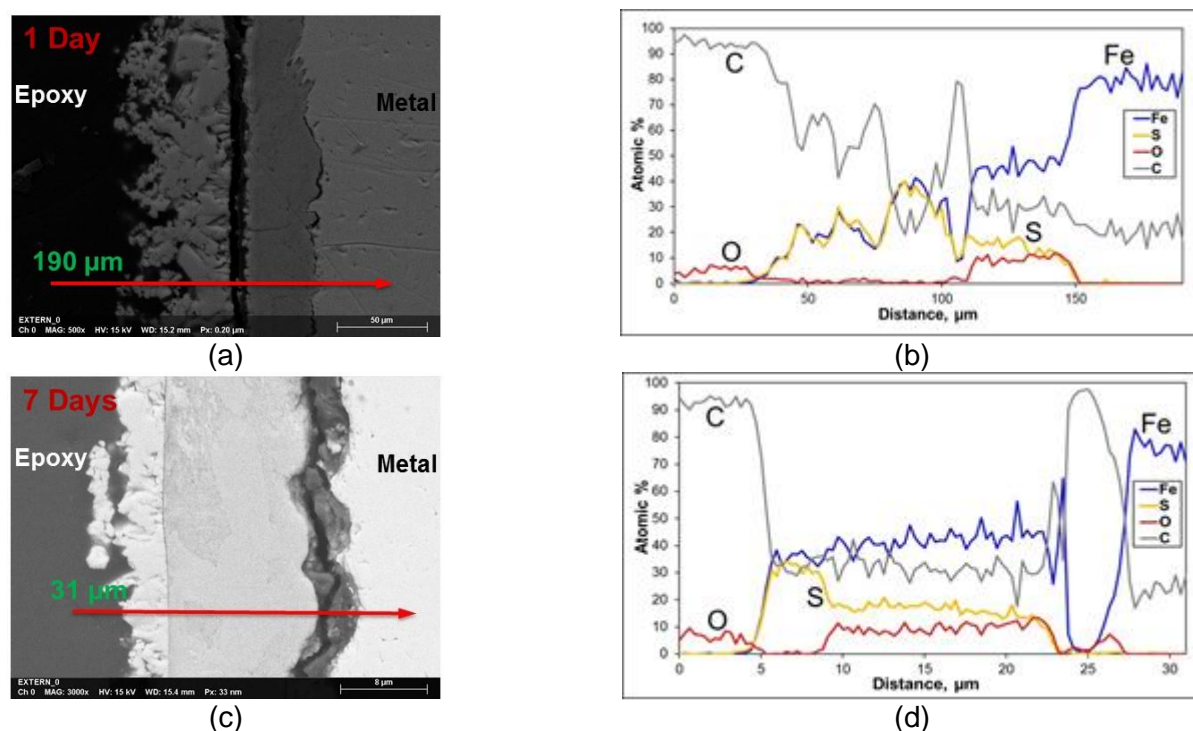 1 Day
Epoxy
Metal
190 µm
50 µm
EXTERN_0
Ch 0 MAG: 500x HV: 15 kV WD: 15.2 mm Px: 0.20 µm
(a)
Atomic %
100
90
80
70
60
50
40
30
20
10
0
C
Fe
O
S
Fe
S
O
C
0 50 100 150
Distance, µm
(b)
7 Days
Epoxy
Metal
31 µm
8 µm
EXTERN_0
Ch 0 MAG: 3000x HV: 15 kV WD: 15.4 mm Px: 33 nm
(c)
Atomic %
100
90
80
70
60
50
40
30
20
10
0
C
Fe
O
S
Fe
S
O
C
0 5 10 15 20 25 30
Distance, µm
(d)